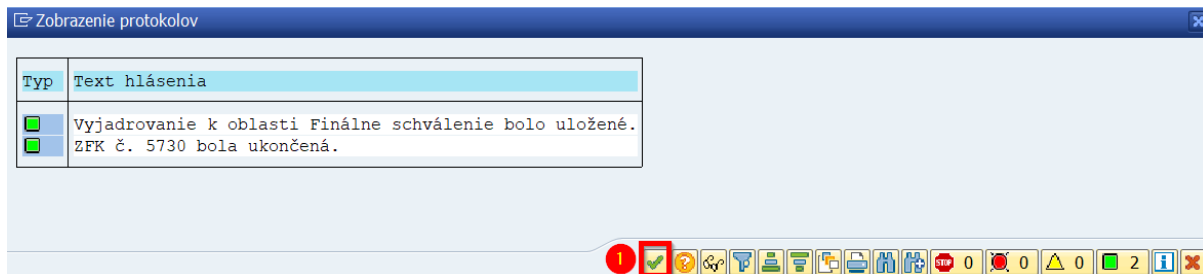 Zobrazenie protokolov
Typ Text hlásenia
Vyjadrovanie k oblasti Finálne schválenie bolo uložené.
ZFK č. 5730 bola ukončená.
1 STOP 0 0 0 2